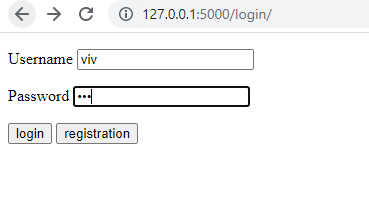 127.0.0.1:5000/login/
Username viv
Password •••
login registration